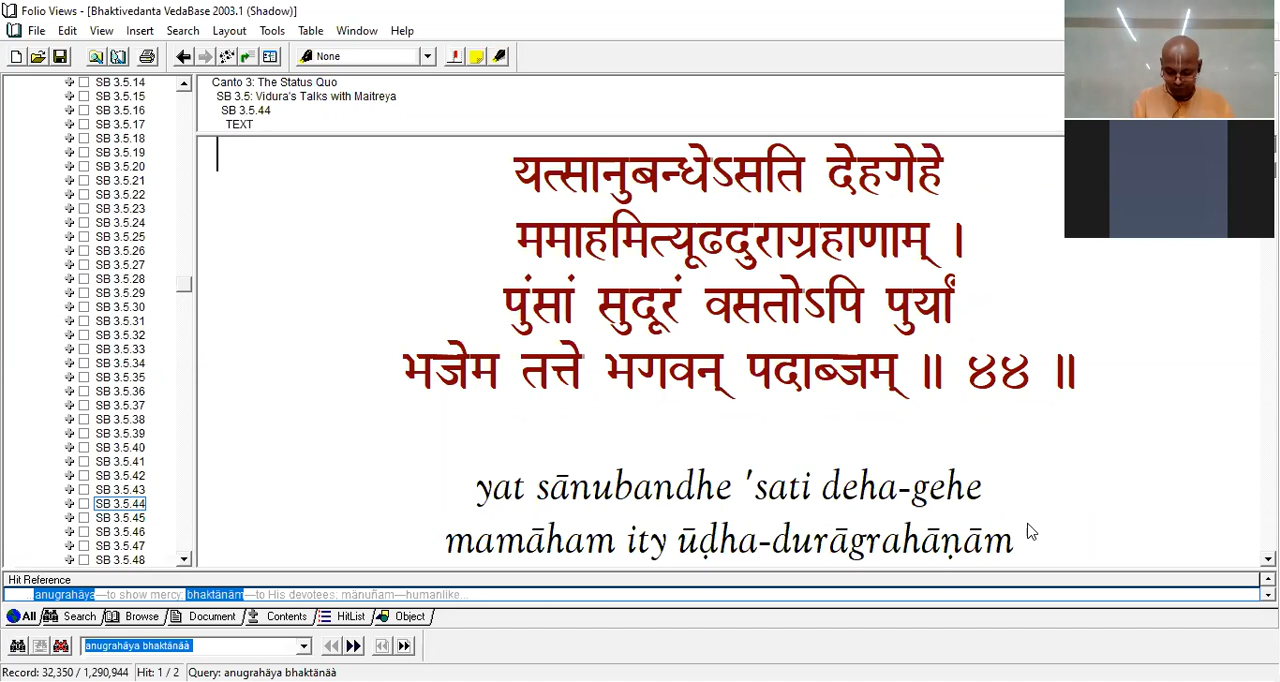 Folio Views - [Bhaktivedanta VedaBase 2003.1 (Shadow)]
File Edit View Insert Search Layout Tools Table Window Help
None
SB 3.5.14
SB 3.5.15
SB 3.5.16
SB 3.5.17
SB 3.5.18
SB 3.5.19
SB 3.5.20
SB 3.5.21
SB 3.5.22
SB 3.5.23
SB 3.5.24
SB 3.5.25
SB 3.5.26
SB 3.5.27
SB 3.5.28
SB 3.5.29
SB 3.5.30
SB 3.5.31
SB 3.5.32
SB 3.5.33
SB 3.5.34
SB 3.5.35
SB 3.5.36
SB 3.5.37
SB 3.5.38
SB 3.5.39
SB 3.5.40
SB 3.5.41
SB 3.5.42
SB 3.5.43
SB 3.5.44
SB 3.5.45
SB 3.5.46
SB 3.5.47
SB 3.5.48
Canto 3: The Status Quo
SB 3.5: Vidura's Talks with Maitreya
SB 3.5.44
TEXT
यत्सानुबन्धेऽसति देहगेहे
ममाहमित्यूढदुराग्रहाणाम् ।
पुंसां सुदूरं वसतोऽपि पुर्यां
भजेम तत्ते भगवन् पदाब्जम् ॥ ४४ ॥
yat sānubandhe 'sati deha-gehe
mamāham ity ūḍha-durāgrahāṇām
Hit Reference
...anugrahāya—to show mercy; bhaktānām—to His devotees; mānuñam—humanlike...
All Search Browse Document Contents HitList Object
anugrahäya bhaktänäà
Record: 32,350 / 1,290,944 Hit: 1 / 2 Query: anugrahäya bhaktänäà